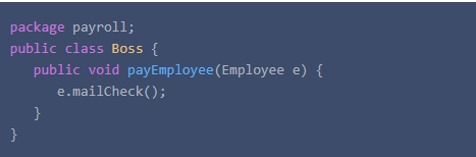 package payroll;
public class Boss {
   public void payEmployee(Employee e) {
      e.mailCheck();
   }
}